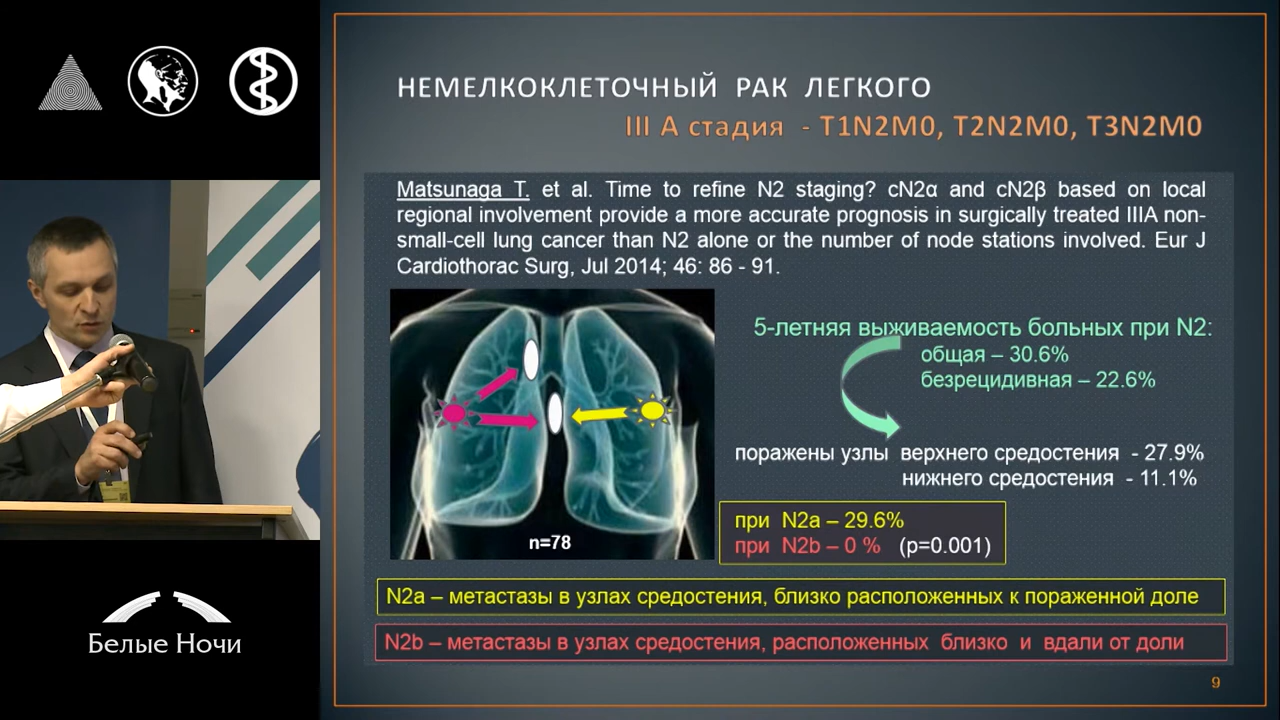 НЕМЕЛКОКЛЕТОЧНЫЙ РАК ЛЕГКОГО
III А стадия - T1N2M0, T2N2M0, T3N2M0
Matsunaga T. et al. Time to refine N2 staging? cN2α and cN2β based on local
regional involvement provide a more accurate prognosis in surgically treated IIIA non-
small-cell lung cancer than N2 alone or the number of node stations involved. Eur J
Cardiothorac Surg, Jul 2014; 46: 86 - 91.
5-летняя выживаемость больных при N2:
общая – 30.6%
безрецидивная – 22.6%
поражены узлы верхнего средостения - 27.9%
нижнего средостения - 11.1%
при N2a – 29.6%
при N2b – 0 % (p=0.001)
n=78
N2a – метастазы в узлах средостения, близко расположенных к пораженной доле
N2b – метастазы в узлах средостения, расположенных близко и вдали от доли
9
Белые Ночи